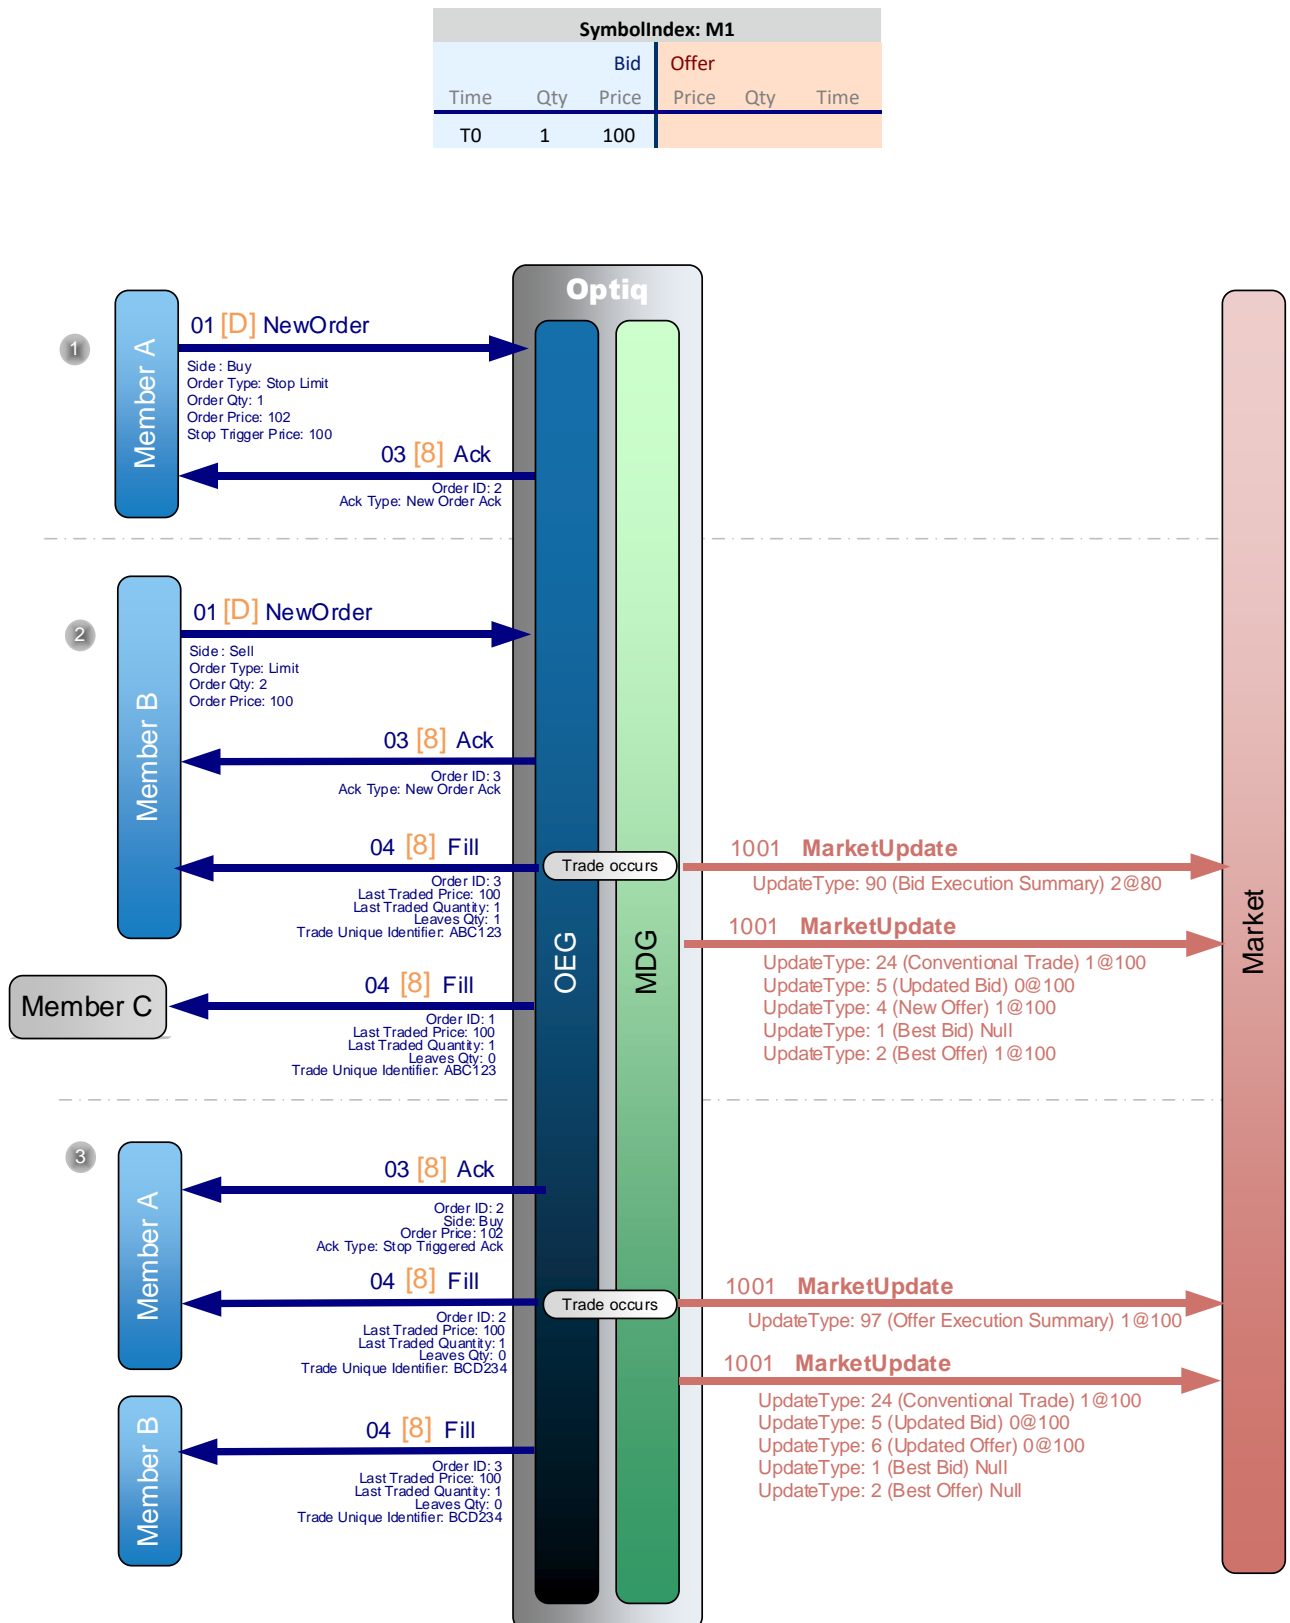 SymbolIndex: M1
Bid Offer
Time Qty Price Price Qty Time
T0 1 100
Optiq
OEG
MDG
Market
1
Member A
01 [D] NewOrder
Side : Buy
Order Type: Stop Limit
Order Qty: 1
Order Price: 102
Stop Trigger Price: 100
03 [8] Ack
Order ID: 2
Ack Type: New Order Ack
2
Member B
01 [D] NewOrder
Side : Sell
Order Type: Limit
Order Qty: 2
Order Price: 100
03 [8] Ack
Order ID: 3
Ack Type: New Order Ack
04 [8] Fill
Order ID: 3
Last Traded Price: 100
Last Traded Quantity: 1
Leaves Qty: 1
Trade Unique Identifier: ABC123
Trade occurs
1001 MarketUpdate
UpdateType: 90 (Bid Execution Summary) 2@80
1001 MarketUpdate
UpdateType: 24 (Conventional Trade) 1@100
UpdateType: 5 (Updated Bid) 0@100
UpdateType: 4 (New Offer) 1@100
UpdateType: 1 (Best Bid) Null
UpdateType: 2 (Best Offer) 1@100
Member C
04 [8] Fill
Order ID: 1
Last Traded Price: 100
Last Traded Quantity: 1
Leaves Qty: 0
Trade Unique Identifier: ABC123
3
Member A
03 [8] Ack
Order ID: 2
Side: Buy
Order Price: 102
Ack Type: Stop Triggered Ack
04 [8] Fill
Order ID: 2
Last Traded Price: 100
Last Traded Quantity: 1
Leaves Qty: 0
Trade Unique Identifier: BCD234
Trade occurs
1001 MarketUpdate
UpdateType: 97 (Offer Execution Summary) 1@100
1001 MarketUpdate
UpdateType: 24 (Conventional Trade) 1@100
UpdateType: 5 (Updated Bid) 0@100
UpdateType: 6 (Updated Offer) 0@100
UpdateType: 1 (Best Bid) Null
UpdateType: 2 (Best Offer) Null
Member B
04 [8] Fill
Order ID: 3
Last Traded Price: 100
Last Traded Quantity: 1
Leaves Qty: 0
Trade Unique Identifier: BCD234